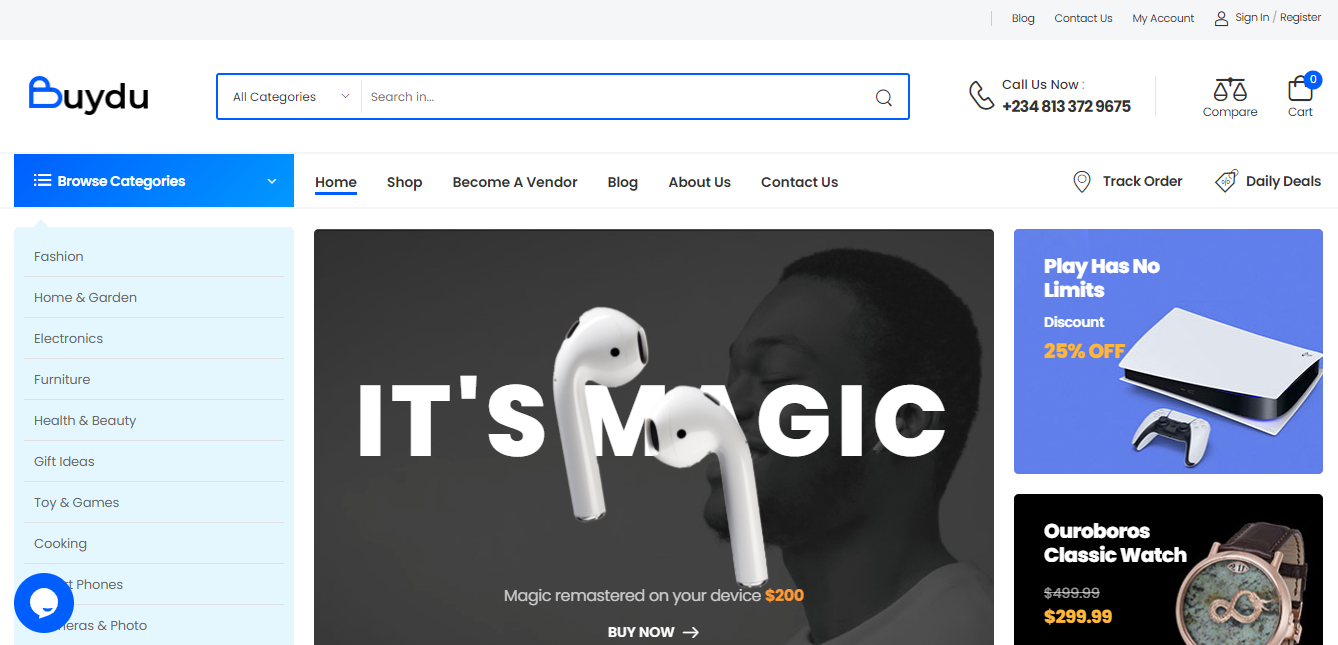 Blog
Contact Us
My Account
Sign In / Register
Buydu
All Categories
Search in...
Call Us Now :
+234 813 372 9675
Compare
0
Cart
Browse Categories
Home
Shop
Become A Vendor
Blog
About Us
Contact Us
Track Order
Daily Deals
Fashion
Home & Garden
Electronics
Furniture
Health & Beauty
Gift Ideas
Toy & Games
Cooking
Phones
& Photo
IT'S MAGIC
Magic remastered on your device $200
BUY NOW
Play Has No
Limits
Discount
25% OFF
Ouroboros
Classic Watch
$499.99
$299.99